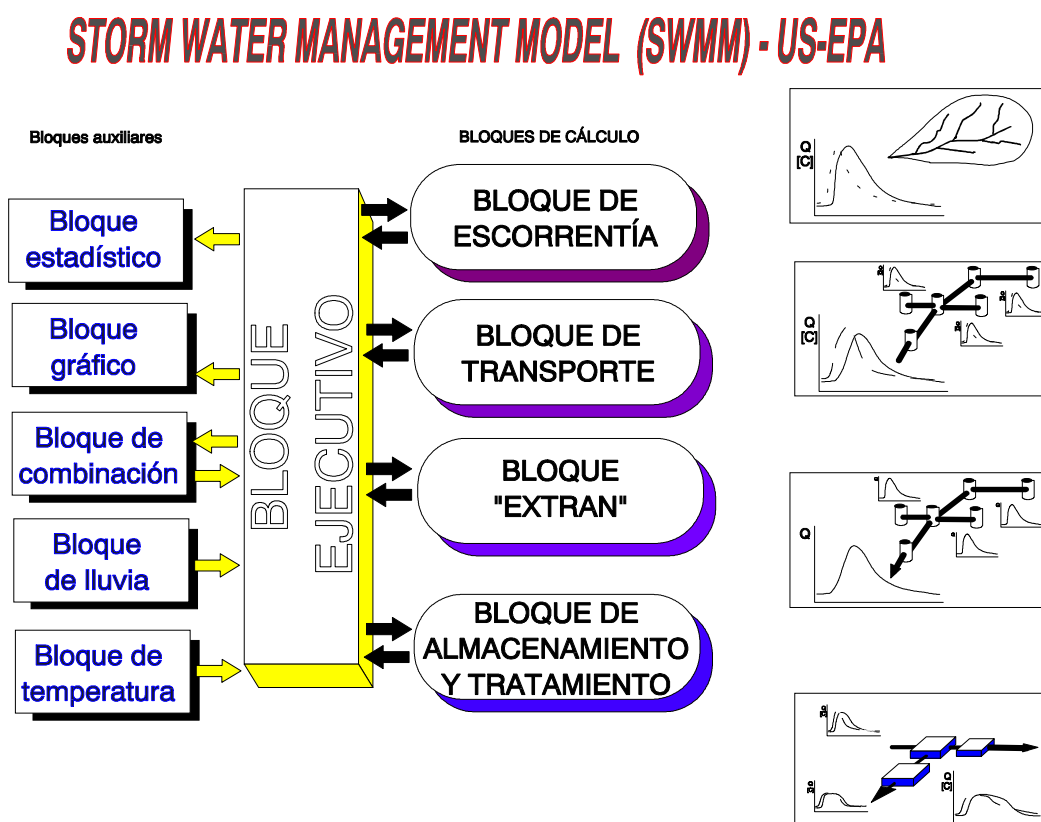 STORM WATER MANAGEMENT MODEL (SWMM) - US-EPA
Bloques auxiliares
BLOQUES DE CÁLCULO
Bloque
estadístico
Bloque
gráfico
Bloque de
combinación
Bloque
de lluvia
Bloque de
temperatura
BLOQUE
EJECUTIVO
BLOQUE DE
ESCORRENTÍA
BLOQUE DE
TRANSPORTE
BLOQUE
"EXTRAN"
BLOQUE DE
ALMACENAMIENTO
Y TRATAMIENTO
Q
[C]
Q
Q